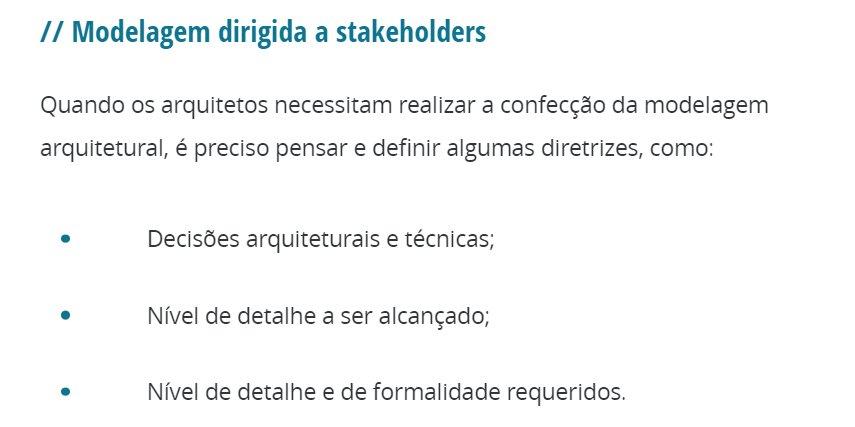 // Modelagem dirigida a stakeholders
Quando os arquitetos necessitam realizar a confecção da modelagem
arquitetural, é preciso pensar e definir algumas diretrizes, como:
• Decisões arquiteturais e técnicas;
• Nível de detalhe a ser alcançado;
• Nível de detalhe e de formalidade requeridos.